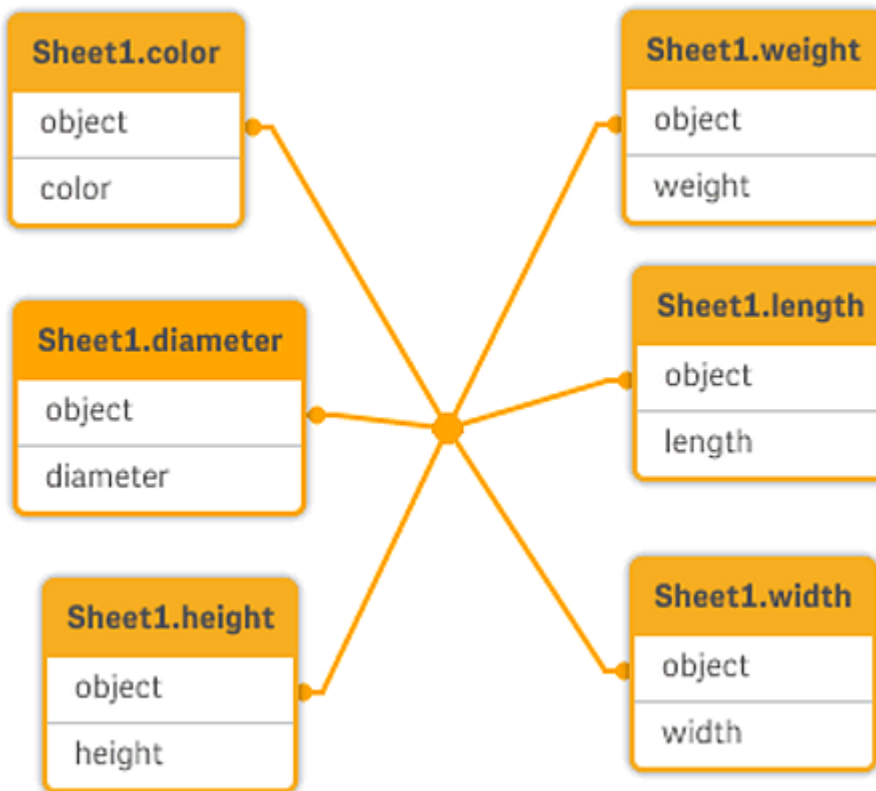 Sheet1.color
object
color
Sheet1.diameter
object
diameter
Sheet1.height
object
height
Sheet1.weight
object
weight
Sheet1.length
object
length
Sheet1.width
object
width